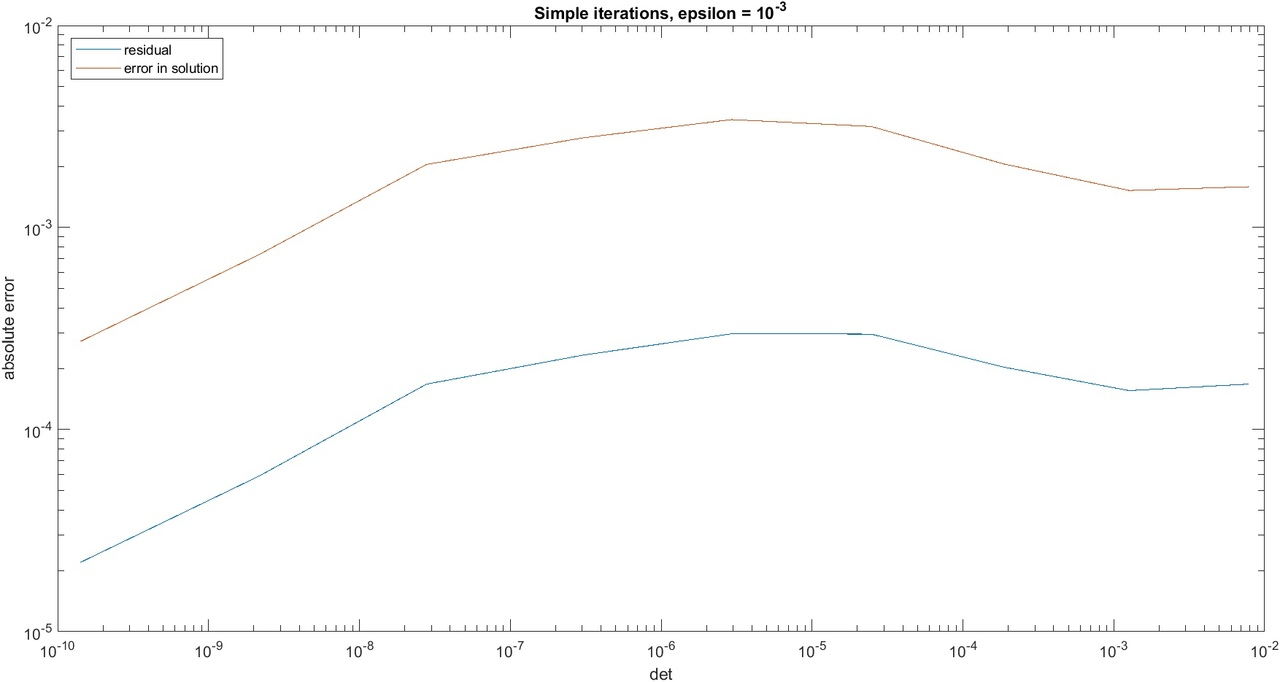 Simple iterations, epsilon = 10^-3
residual
error in solution
absolute error
10^-2
10^-3
10^-4
10^-5
10^-10 10^-9 10^-8 10^-7 10^-6 10^-5 10^-4 10^-3 10^-2
det